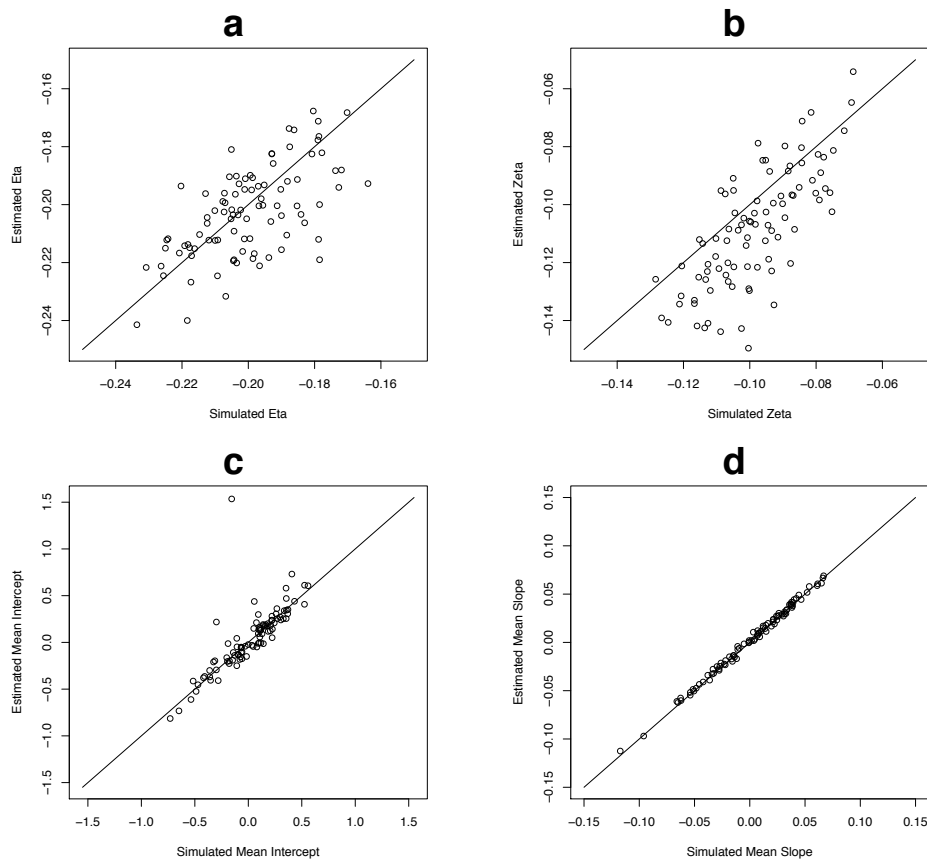 a
b
Estimated Eta
−0.24 −0.22 −0.20 −0.18 −0.16
−0.24 −0.22 −0.20 −0.18 −0.16
Simulated Eta
Estimated Zeta
−0.14 −0.12 −0.10 −0.08 −0.06
−0.14 −0.12 −0.10 −0.08 −0.06
Simulated Zeta
c
d
Estimated Mean Intercept
−1.5 −1.0 −0.5 0.0 0.5 1.0 1.5
−1.5 −1.0 −0.5 0.0 0.5 1.0 1.5
Simulated Mean Intercept
Estimated Mean Slope
−0.15 −0.10 −0.05 0.00 0.05 0.10 0.15
−0.15 −0.10 −0.05 0.00 0.05 0.10 0.15
Simulated Mean Slope